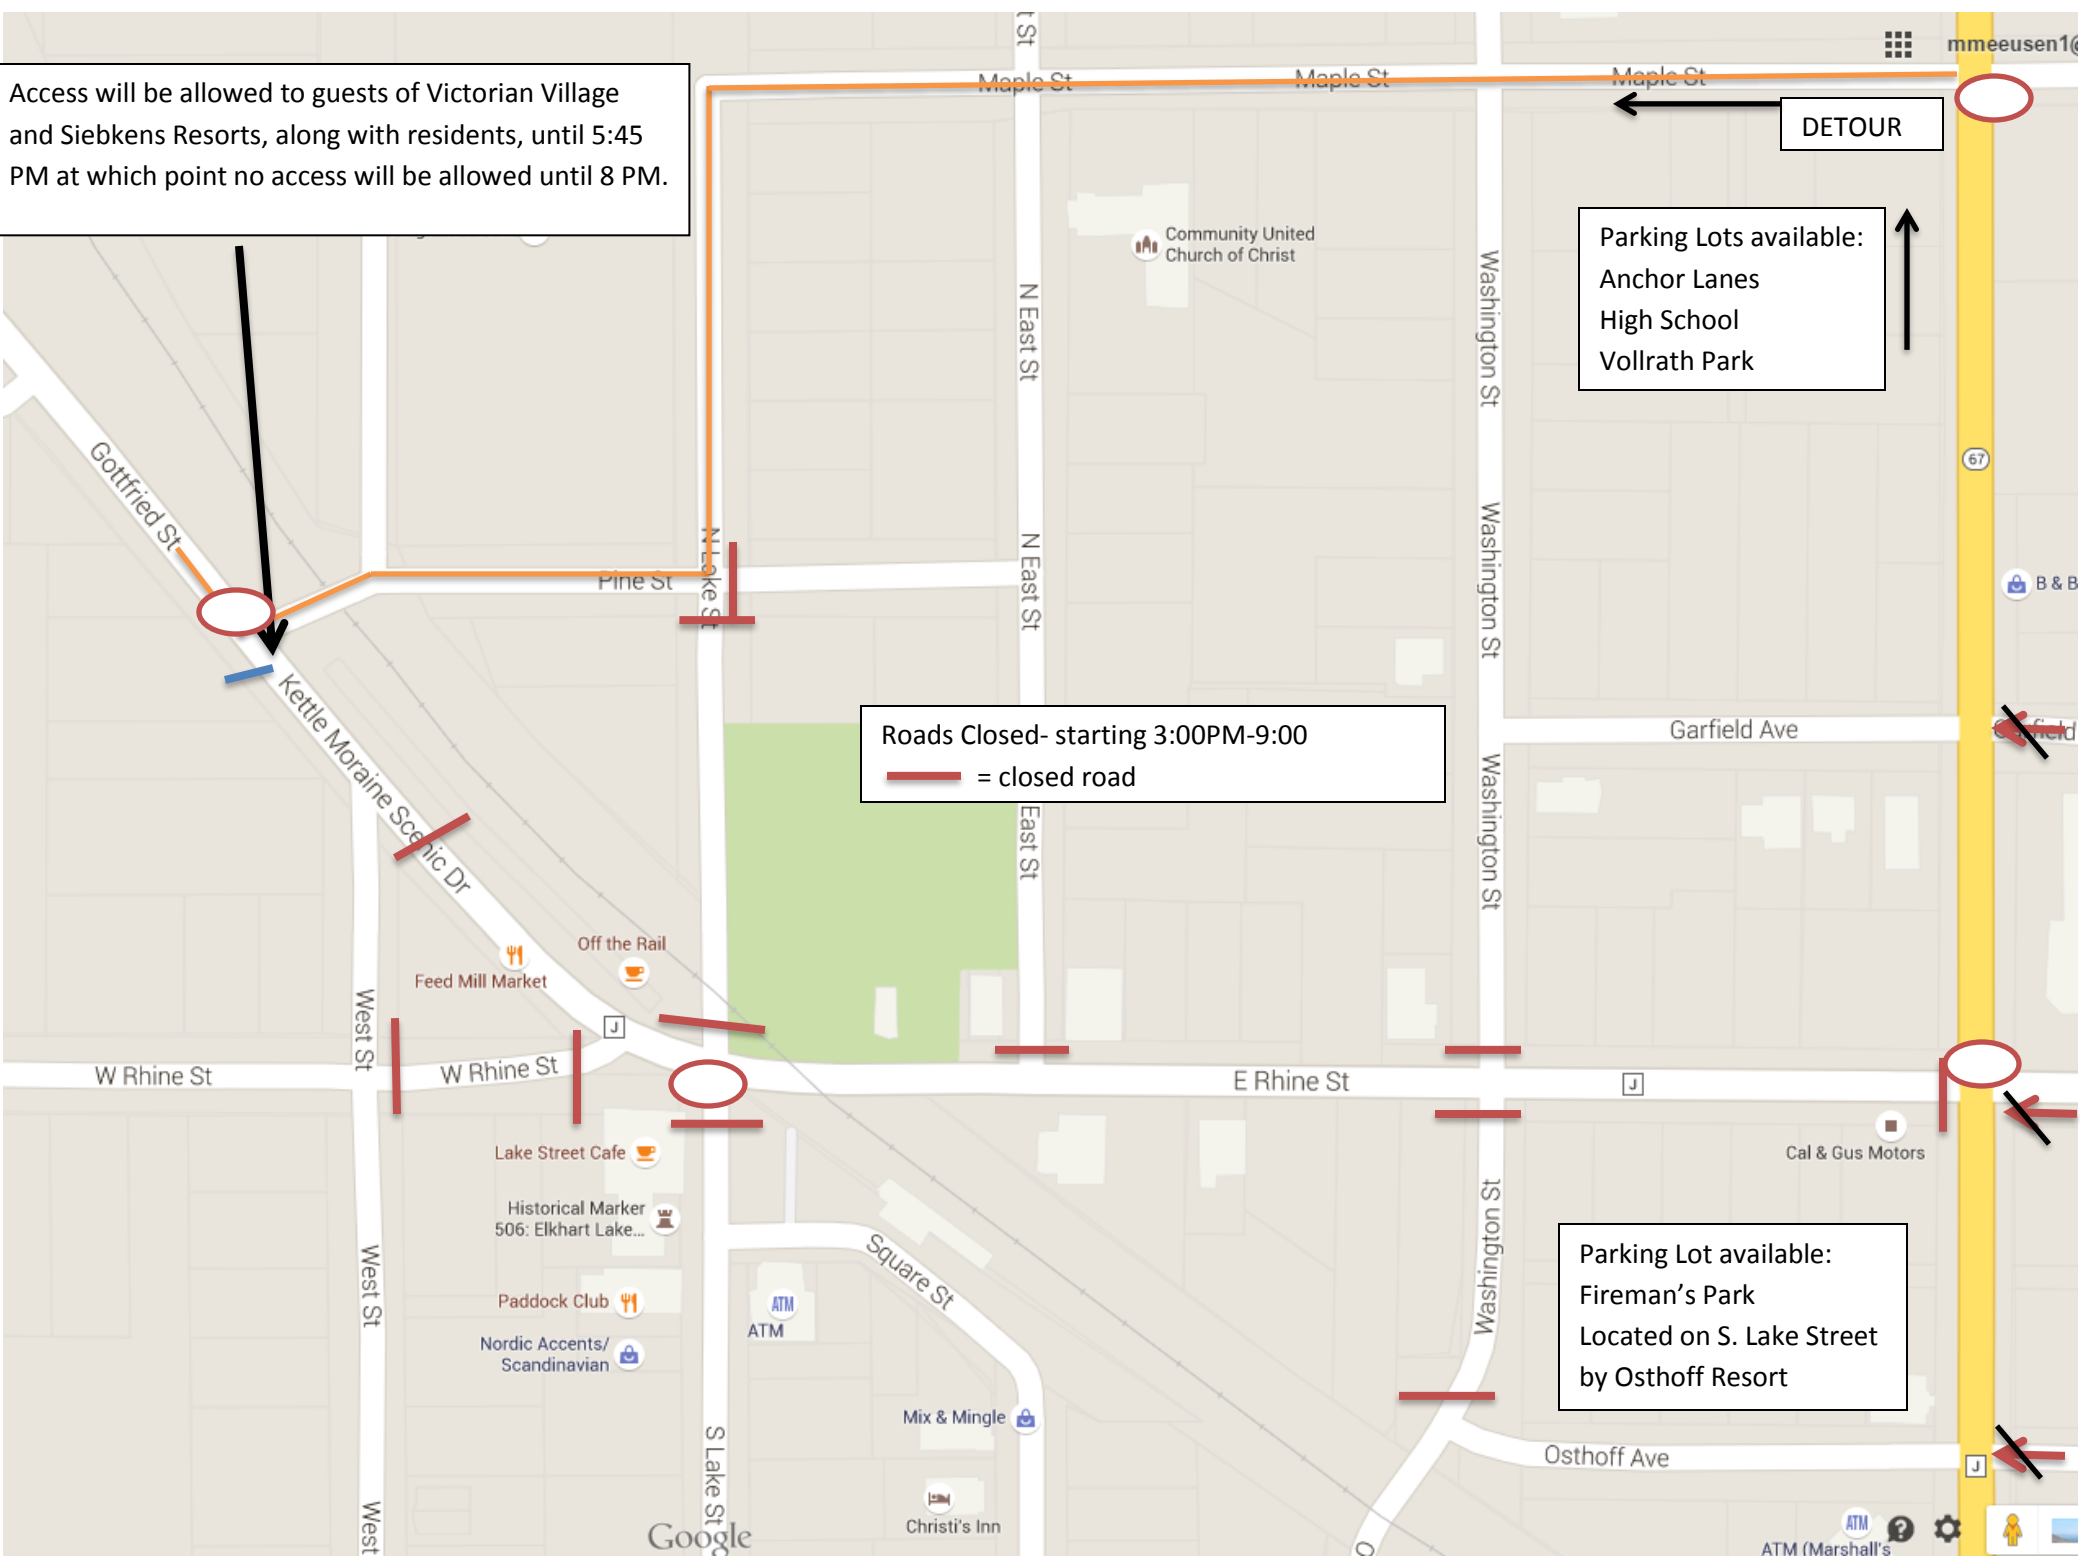 t St
mmeeusen1@
Maple St
Maple St
Maple St
Access will be allowed to guests of Victorian Village
and Siebkens Resorts, along with residents, until 5:45
PM at which point no access will be allowed until 8 PM.
DETOUR
Parking Lots available:
Anchor Lanes
High School
Vollrath Park
Community United
Church of Christ
N East St
Washington St
67
Gottfried St
Pine St
N Lake St
N East St
Washington St
B & B
Kettle Moraine Scenic Dr
Roads Closed- starting 3:00PM-9:00
= closed road
Garfield Ave
Garfield
East St
Washington St
Off the Rail
Feed Mill Market
J
West St
W Rhine St
W Rhine St
E Rhine St
J
Cal & Gus Motors
Lake Street Cafe
Historical Marker
506: Elkhart Lake...
Square St
Washington St
West St
Paddock Club
ATM
ATM
Nordic Accents/
Scandinavian
Parking Lot available:
Fireman's Park
Located on S. Lake Street
by Osthoff Resort
Mix & Mingle
S Lake St
Osthoff Ave
J
West
Christi's Inn
Google
O
ATM
ATM (Marshall's